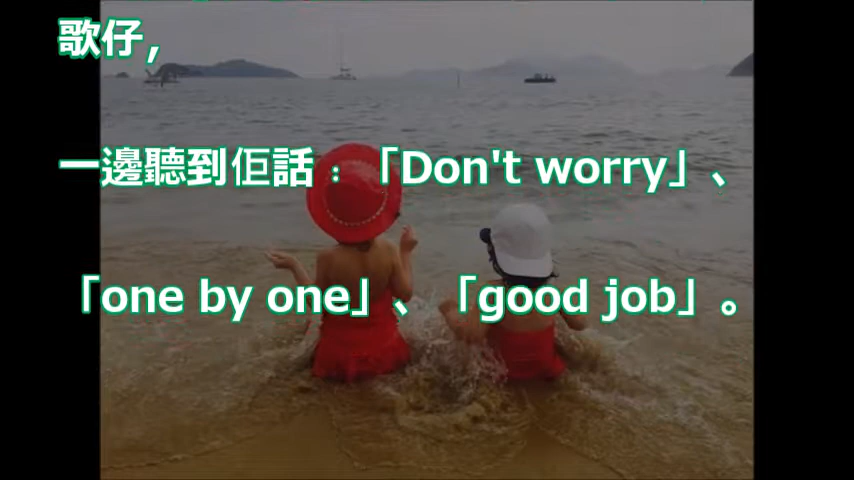 歌仔，
一邊聽到佢話：「Don't worry」、
「one by one」、「good job」。